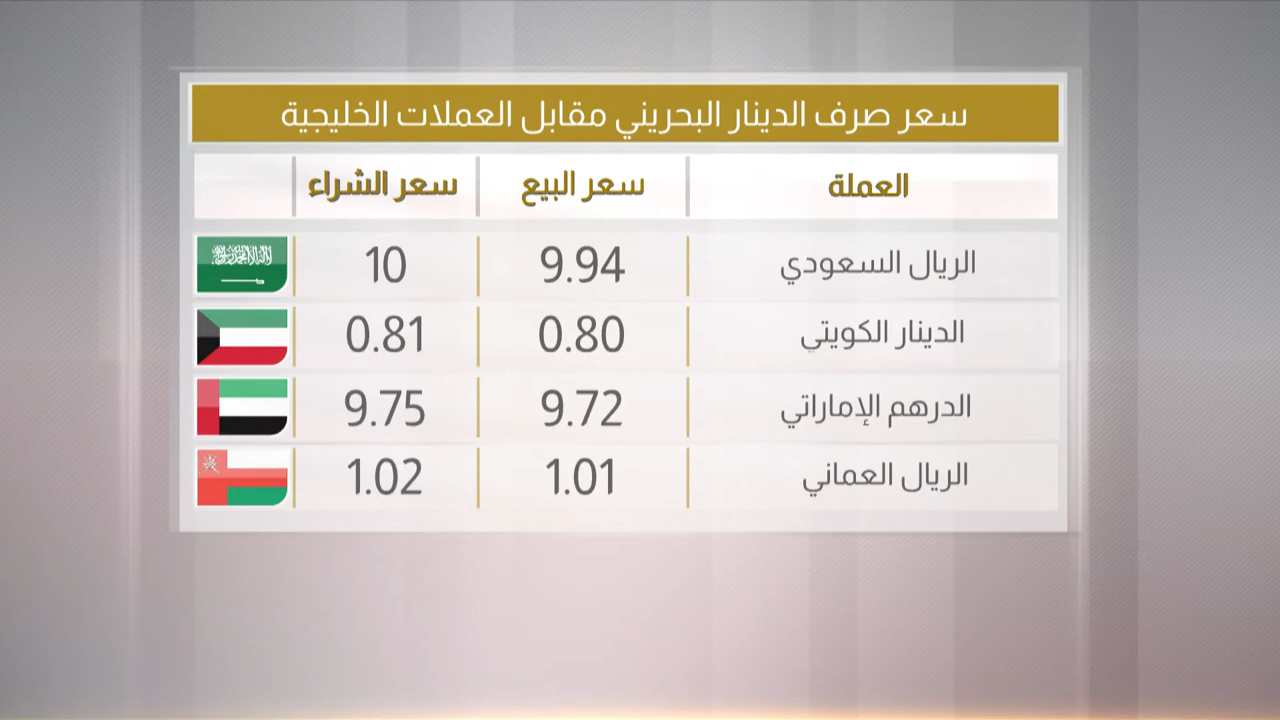 سعر صرف الدينار البحريني مقابل العملات الخليجية
العملة سعر البيع سعر الشراء
الريال السعودي 9.94 10
الدينار الكويتي 0.80 0.81
الدرهم الإماراتي 9.72 9.75
الريال العماني 1.01 1.02